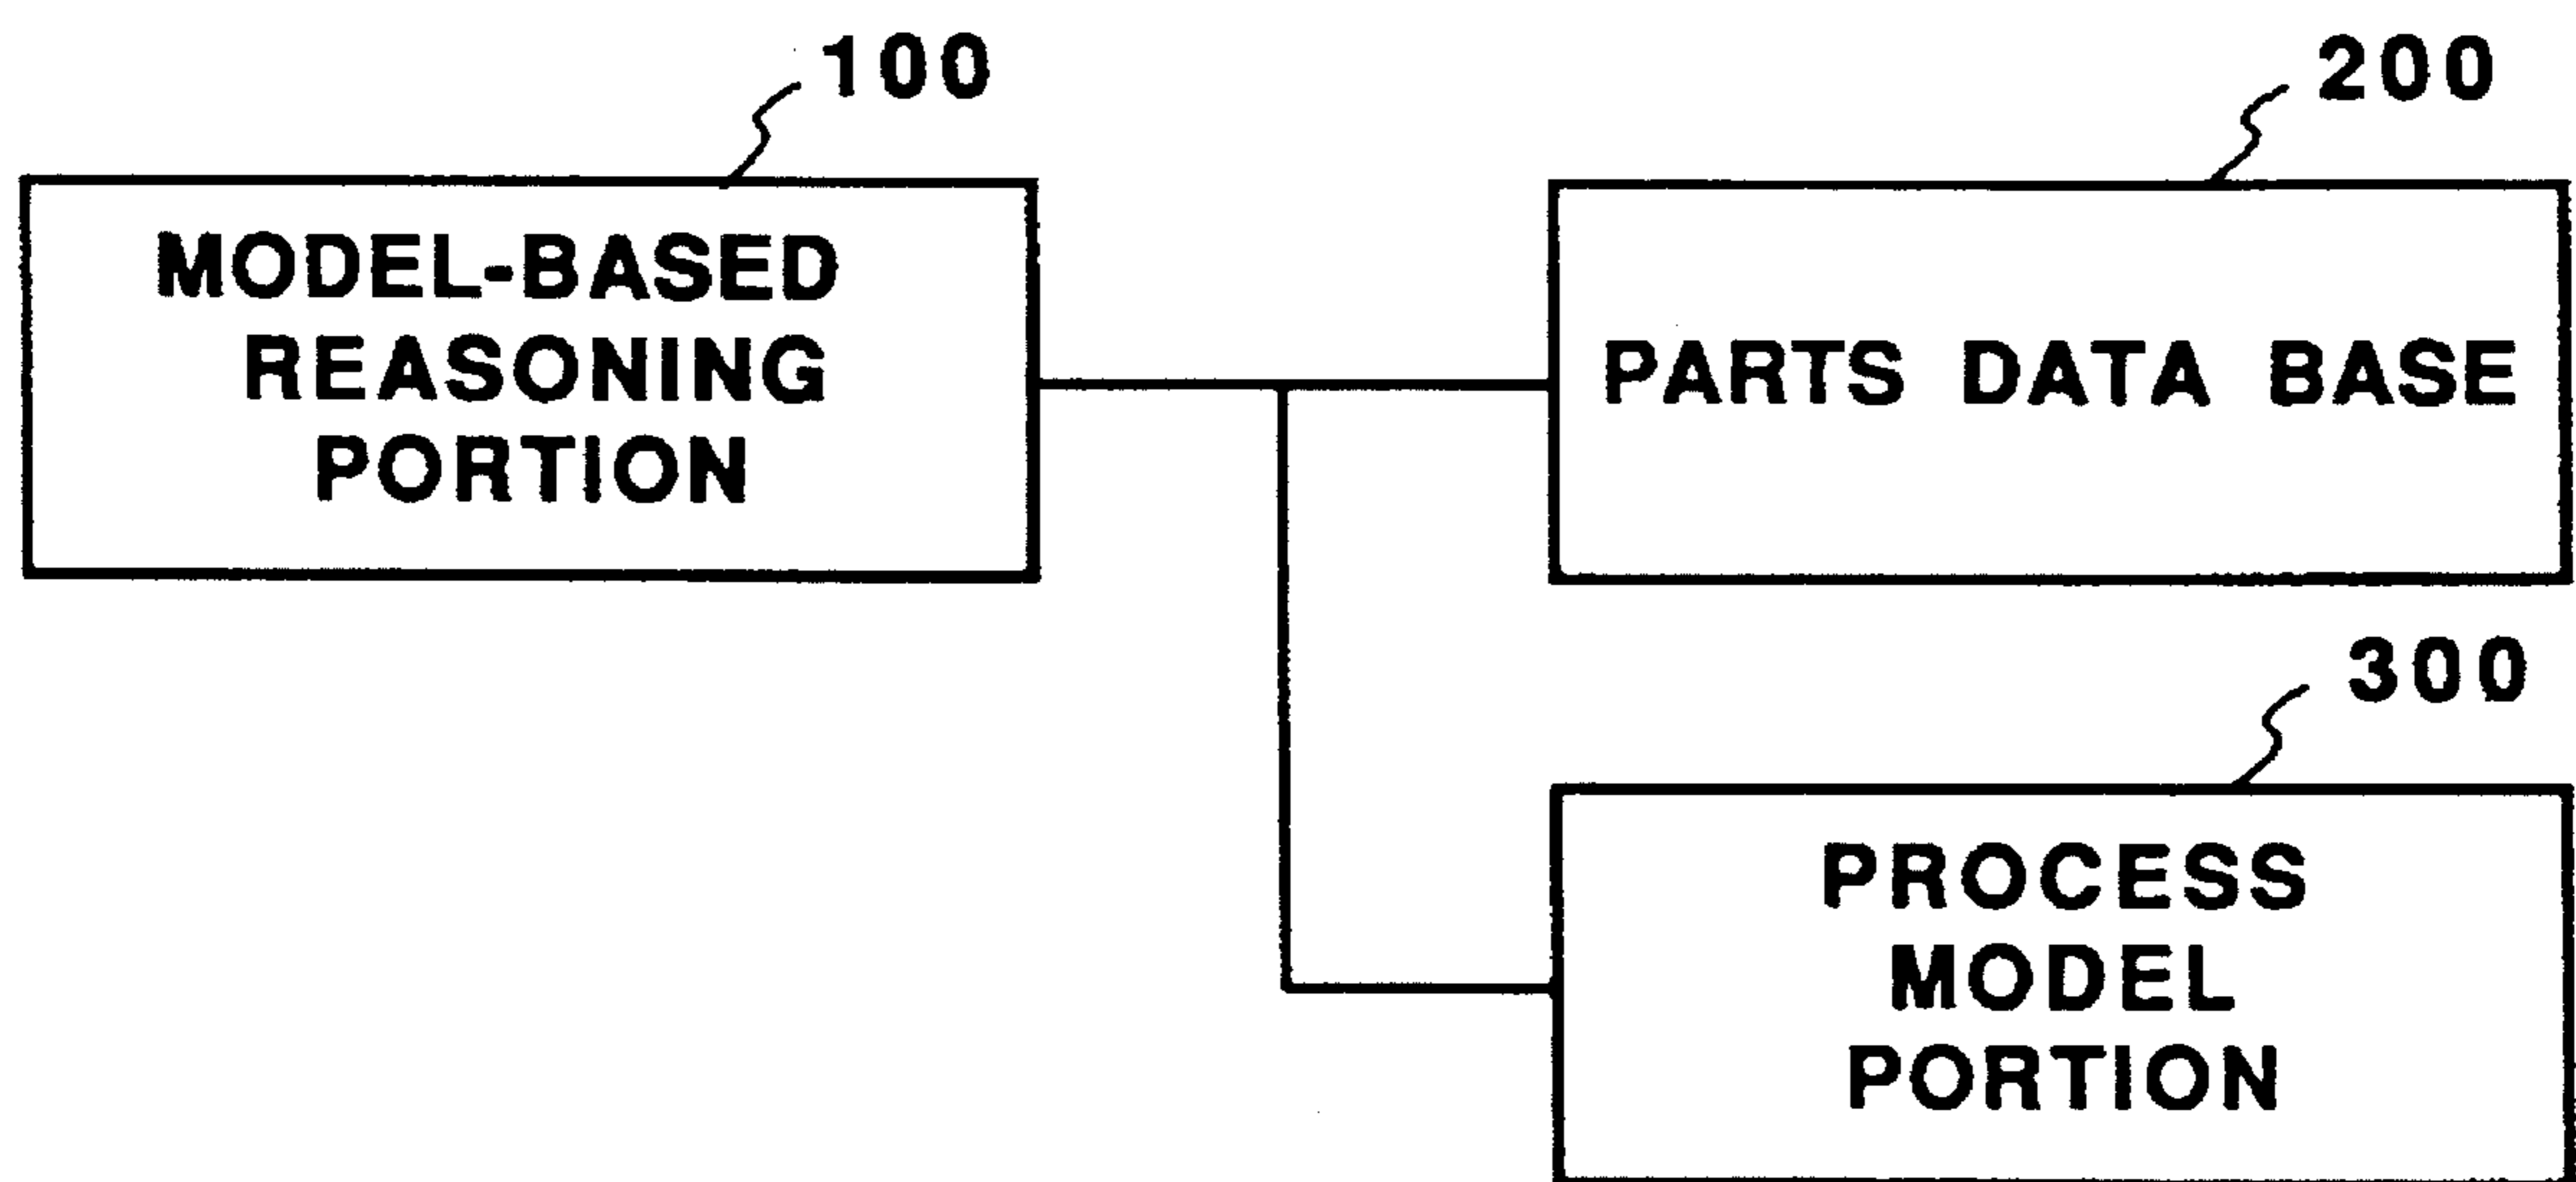 100
MODEL-BASED
REASONING
PORTION
200
PARTS DATA BASE
300
PROCESS
MODEL
PORTION